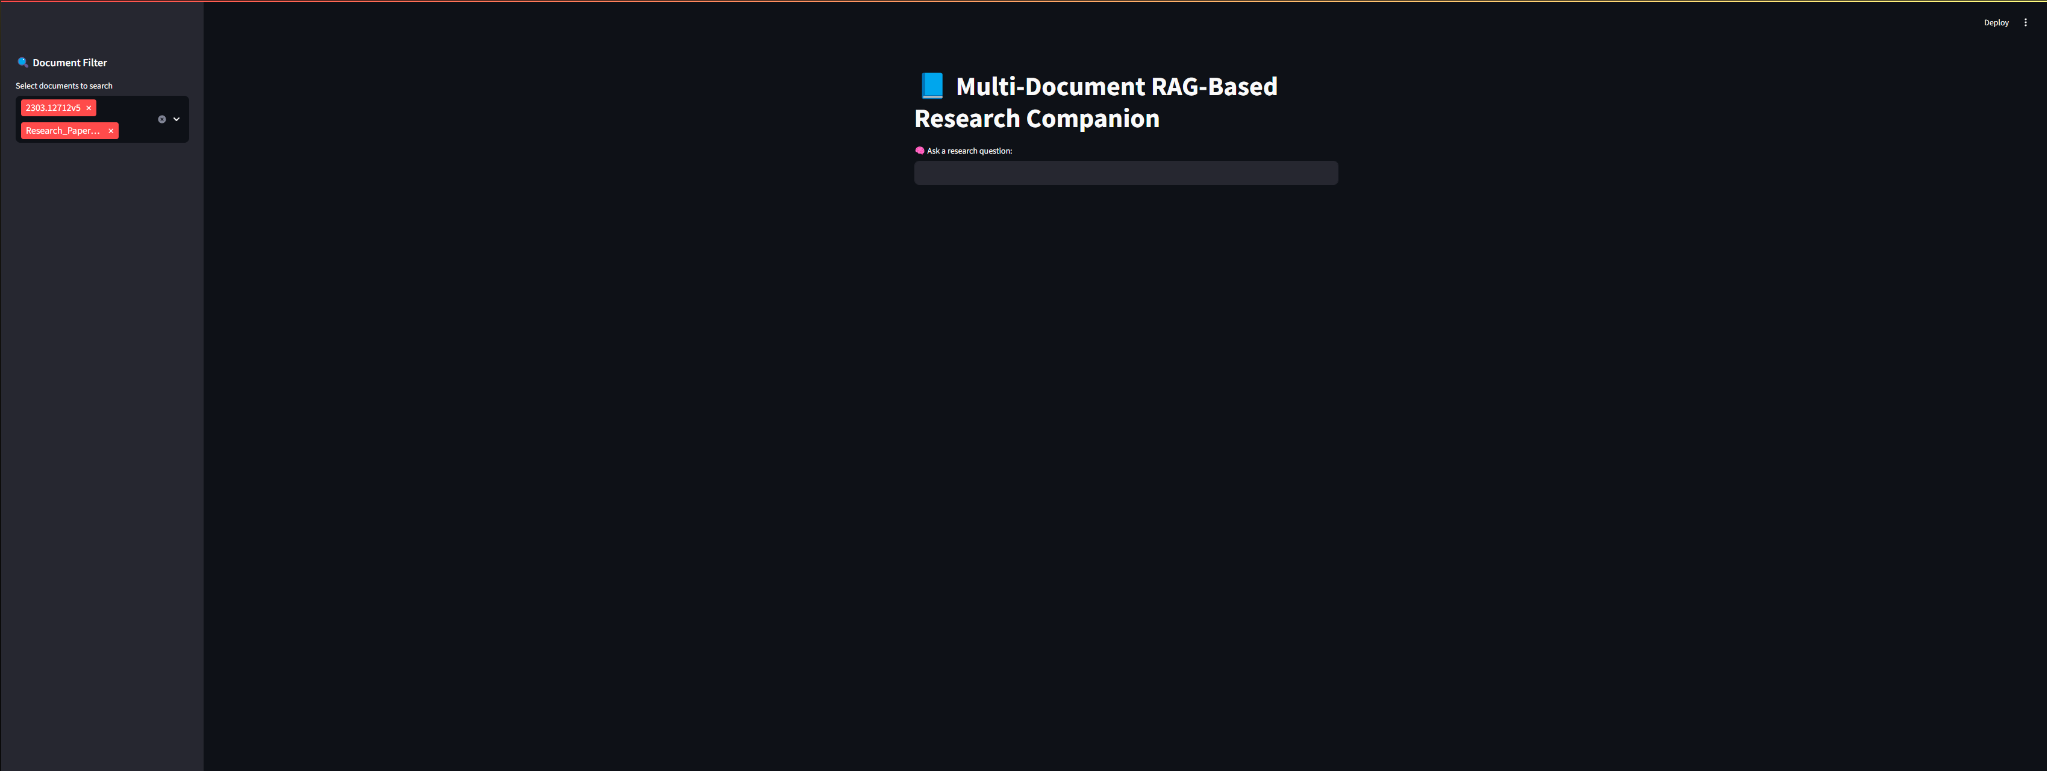 Deploy
Document Filter
Select documents to search
2303.12712v5
Research_Paper...
Multi-Document RAG-Based
Research Companion
Ask a research question: